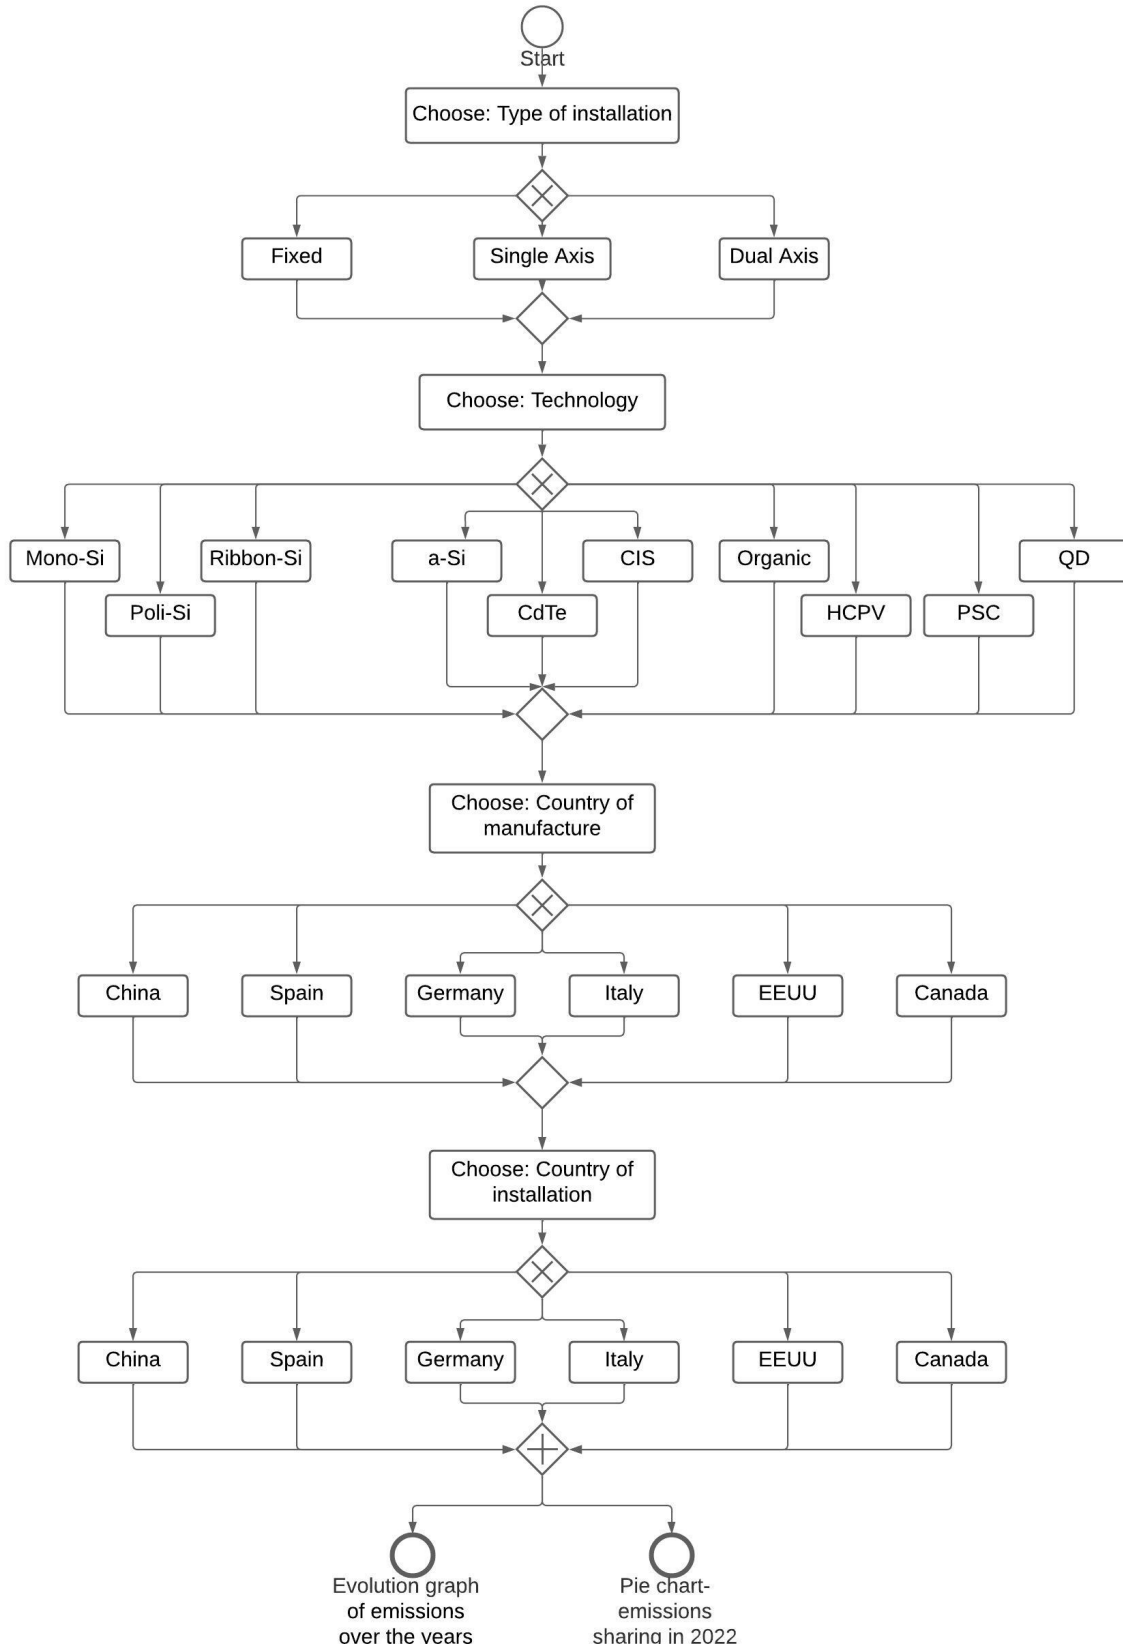 Start
Choose: Type of installation
Fixed
Single Axis
Dual Axis
Choose: Technology
Mono-Si
Ribbon-Si
a-Si
CIS
Organic
QD
Poli-Si
CdTe
HCPV
PSC
Choose: Country of
manufacture
China
Spain
Germany
Italy
EEUU
Canada
Choose: Country of
installation
China
Spain
Germany
Italy
EEUU
Canada
Evolution graph
of emissions
over the years
Pie chart-
emissions
sharing in 2022